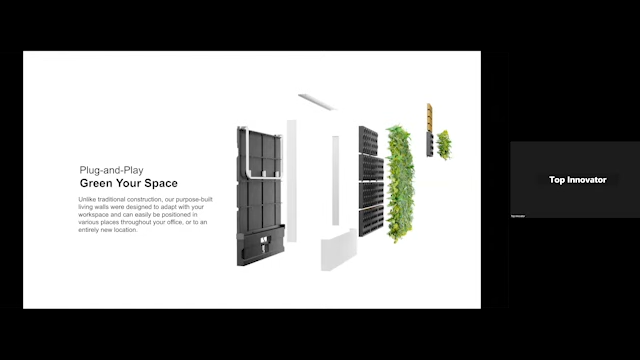 Plug-and-Play
Green Your Space
Unlike traditional construction, our purpose-built
living walls were designed to adapt with your
workspace and can easily be positioned in
various places throughout your office, or to an
entirely new location.
Top Innovator
Top Innovator